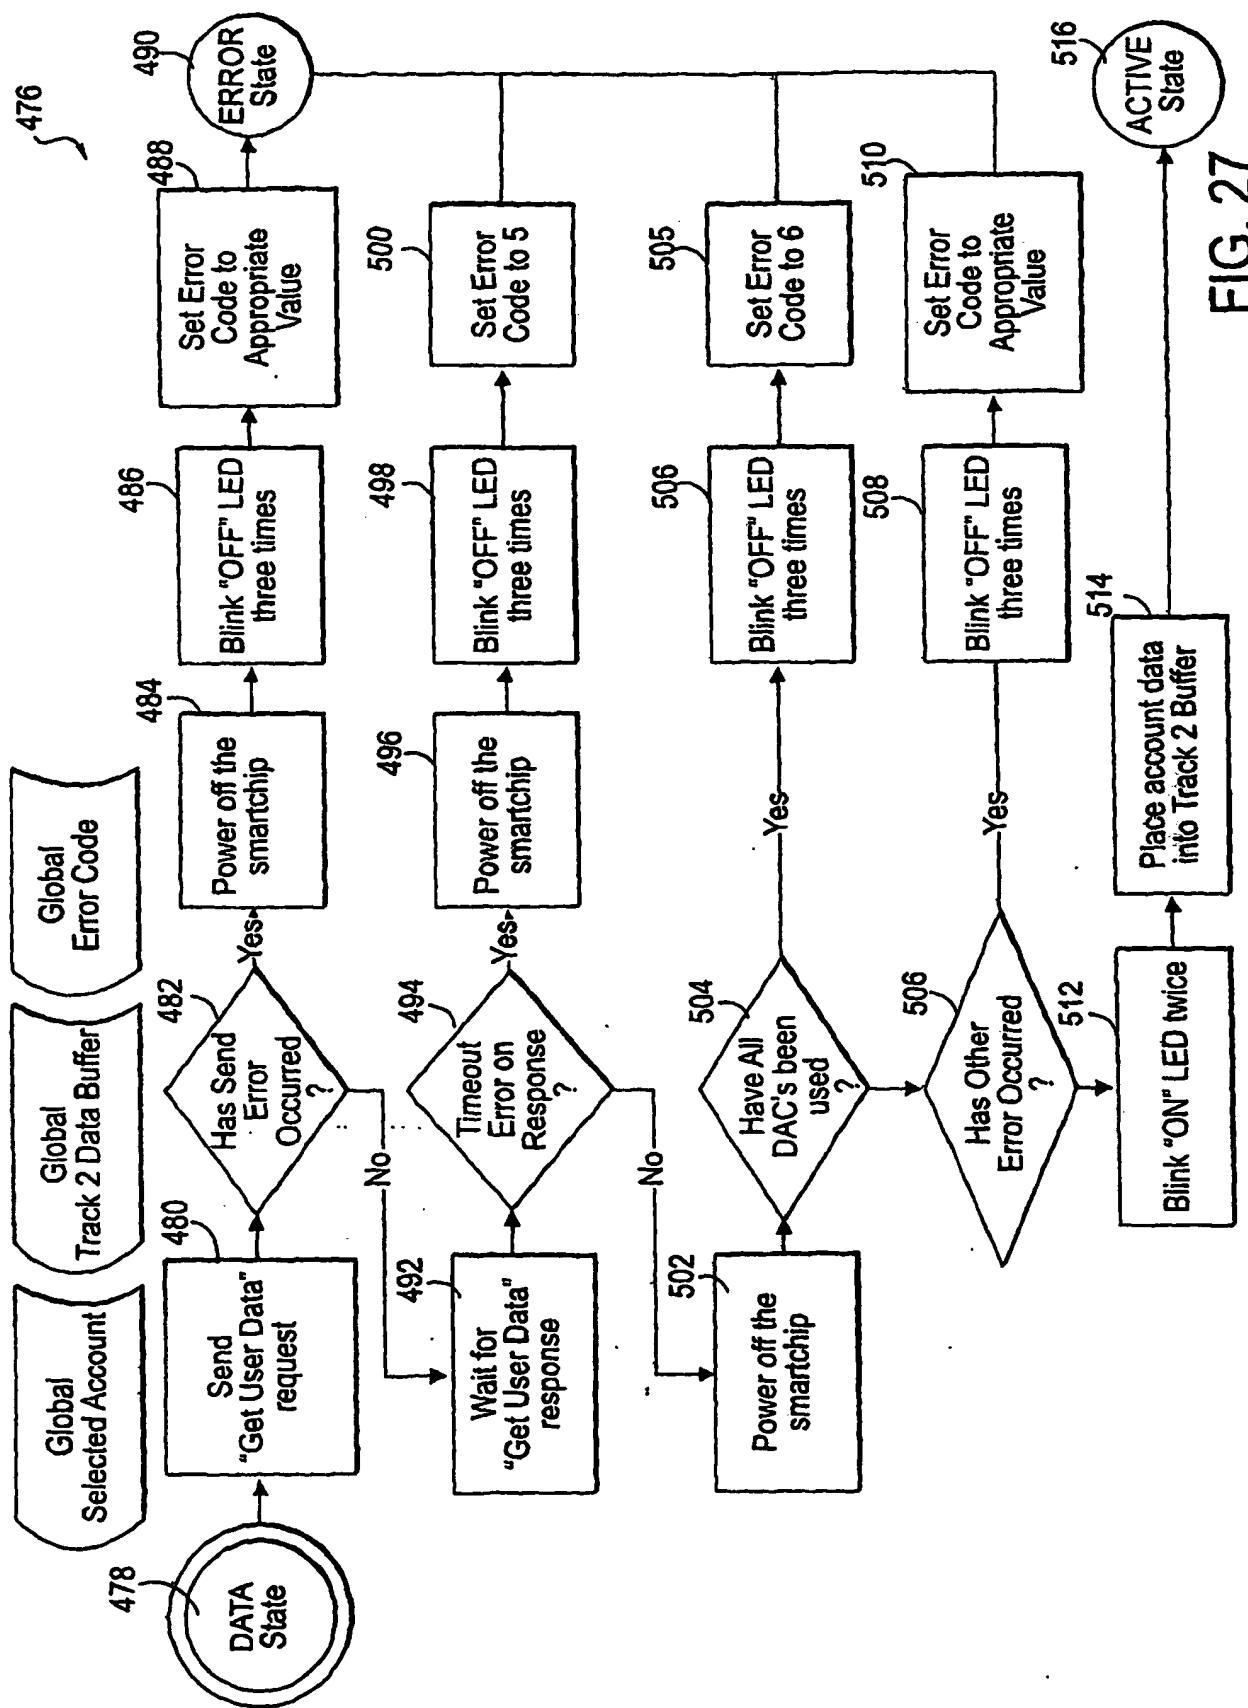 476
Global
Selected Account
Global
Track 2 Data Buffer
Global
Error Code
478
DATA
State
480
Send
"Get User Data"
request
482
Has Send
Error
Occurred
?
Yes
484
Power off the
smartchip
486
Blink "OFF" LED
three times
488
Set Error
Code to
Appropriate
Value
490
ERROR
State
No
492
Wait for
"Get User Data"
response
494
Timeout
Error on
Response
?
Yes
496
Power off the
smartchip
498
Blink "OFF" LED
three times
500
Set Error
Code to 5
No
502
Power off the
smartchip
504
Have All
DAC's been
used
?
Yes
506
Blink "OFF" LED
three times
505
Set Error
Code to 6
506
Has Other
Error Occurred
?
Yes
508
Blink "OFF" LED
three times
510
Set Error
Code to
Appropriate
Value
512
Blink "ON" LED twice
514
Place account data
into Track 2 Buffer
516
ACTIVE
State
FIG. 27